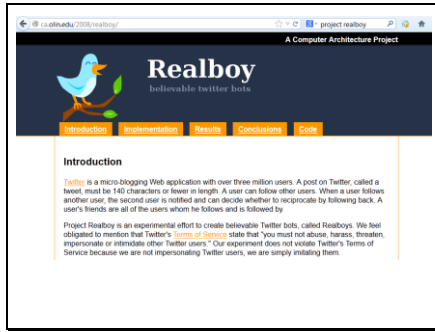 ca.olin.edu/2008/realboy/
project realboy
A Computer Architecture Project
Realboy
believable twitter bots
Introduction Implementation Results Conclusions Code
Introduction
Twitter is a micro-blogging Web application with over three million users. A post on Twitter, called a
tweet, must be 140 characters or fewer in length. A user can follow other users. When a user follows
another user, the second user is notified and can decide whether to reciprocate by following back. A
user's friends are all of the users whom he follows and is followed by.
Project Realboy is an experimental effort to create believable Twitter bots, called Realboys. We feel
obligated to mention that Twitter's Terms of Service state that "you must not abuse, harass, threaten,
impersonate or intimidate other Twitter users." Our experiment does not violate Twitter's Terms of
Service because we are not impersonating Twitter users, we are simply imitating them.